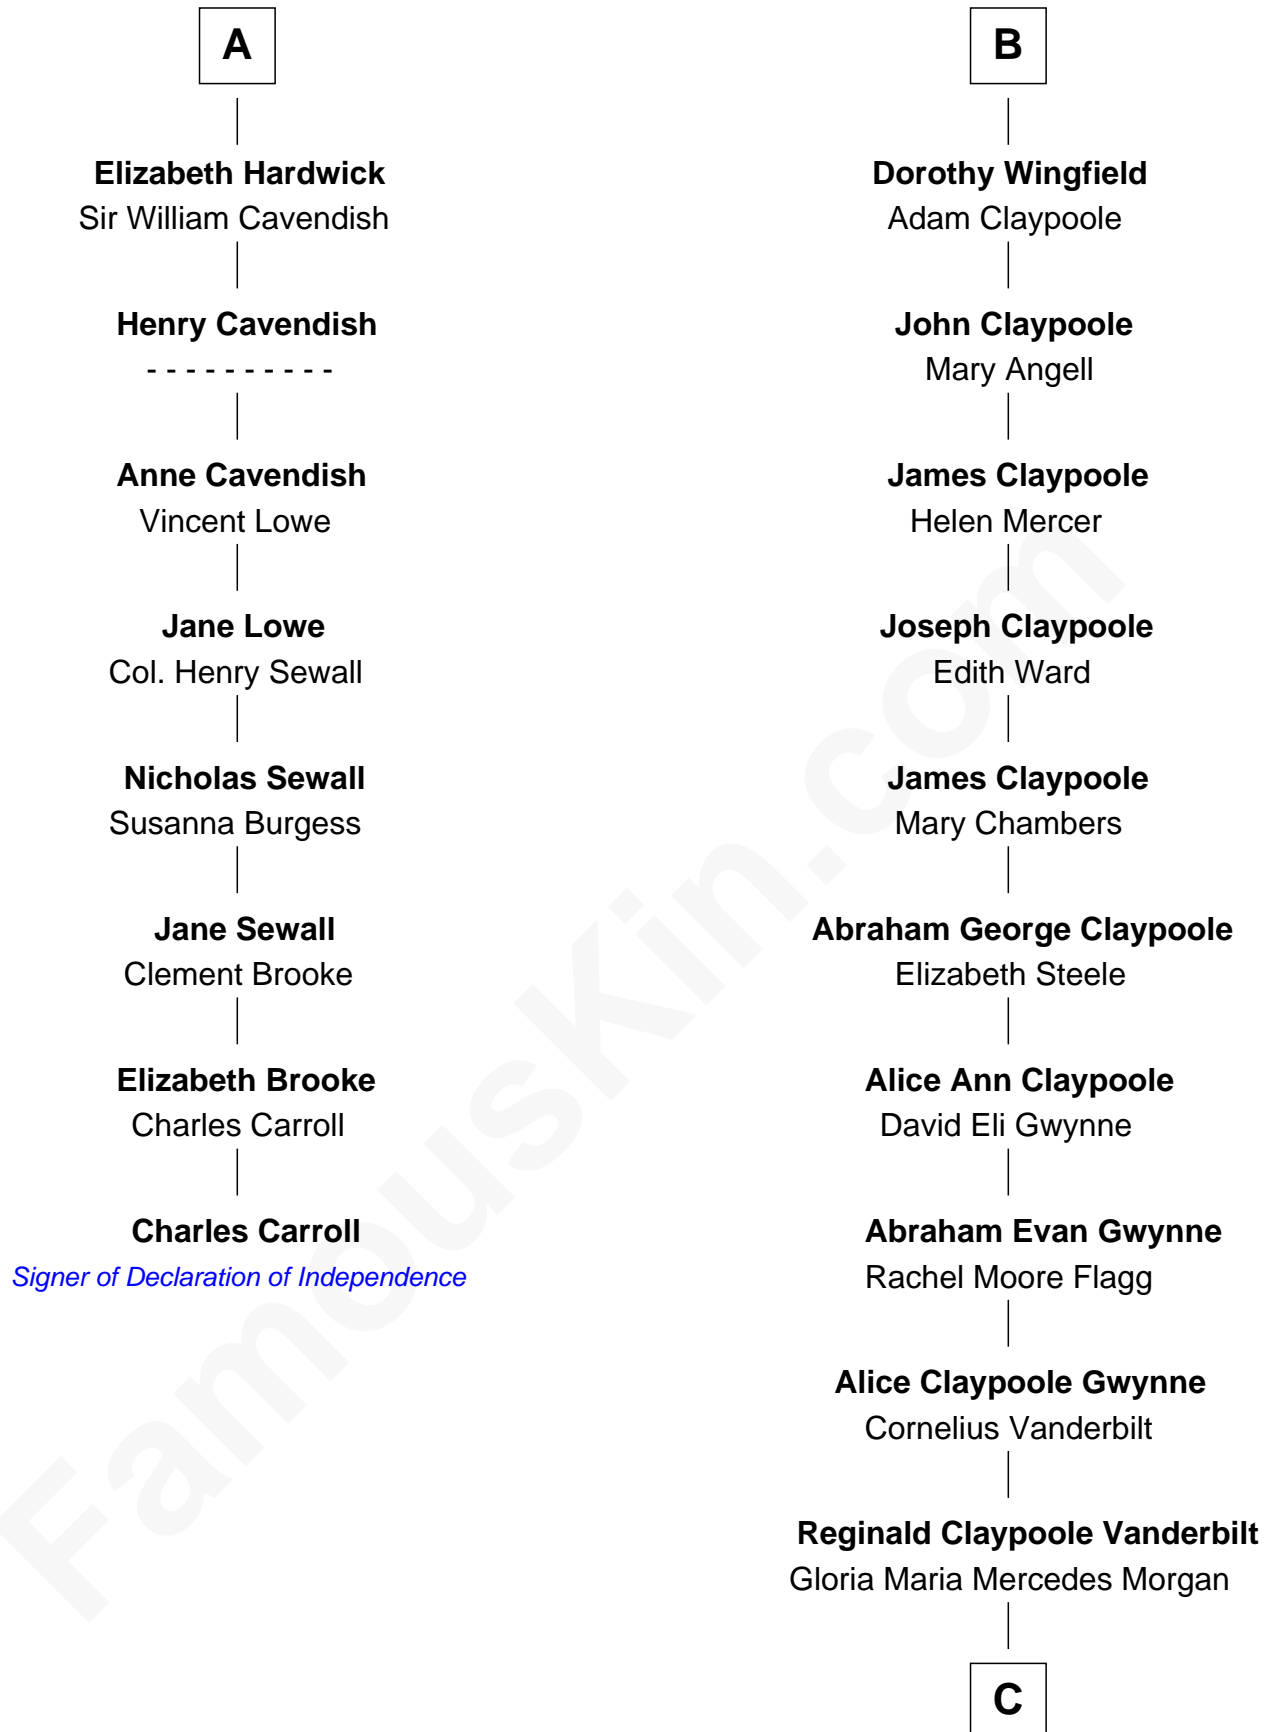 A
Elizabeth Hardwick
Sir William Cavendish
Henry Cavendish
- - - - - - - - - -
Anne Cavendish
Vincent Lowe
Jane Lowe
Col. Henry Sewall
Nicholas Sewall
Susanna Burgess
Jane Sewall
Clement Brooke
Elizabeth Brooke
Charles Carroll
Charles Carroll
Signer of Declaration of Independence
B
Dorothy Wingfield
Adam Claypoole
John Claypoole
Mary Angell
James Claypoole
Helen Mercer
Joseph Claypoole
Edith Ward
James Claypoole
Mary Chambers
Abraham George Claypoole
Elizabeth Steele
Alice Ann Claypoole
David Eli Gwynne
Abraham Evan Gwynne
Rachel Moore Flagg
Alice Claypoole Gwynne
Cornelius Vanderbilt
Reginald Claypoole Vanderbilt
Gloria Maria Mercedes Morgan
C
FamousKin.com